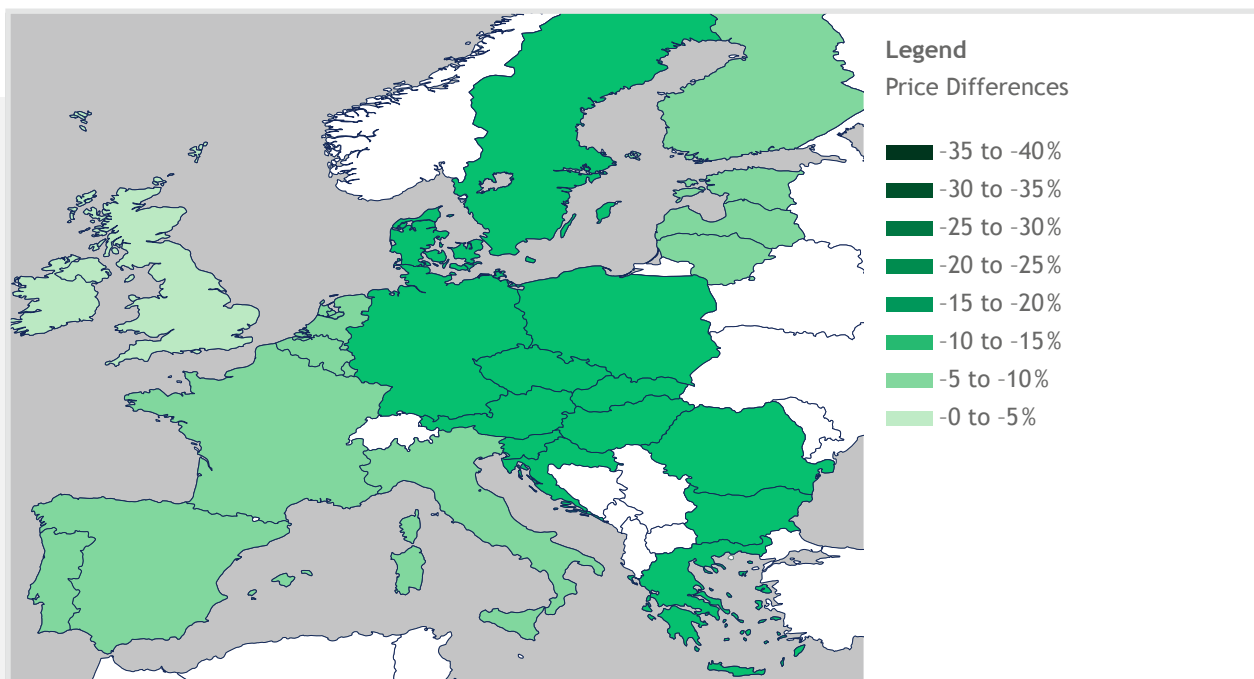 Legend
Price Differences
-35 to -40%
-30 to -35%
-25 to -30%
-20 to -25%
-15 to -20%
-10 to -15%
-5 to -10%
-0 to -5%